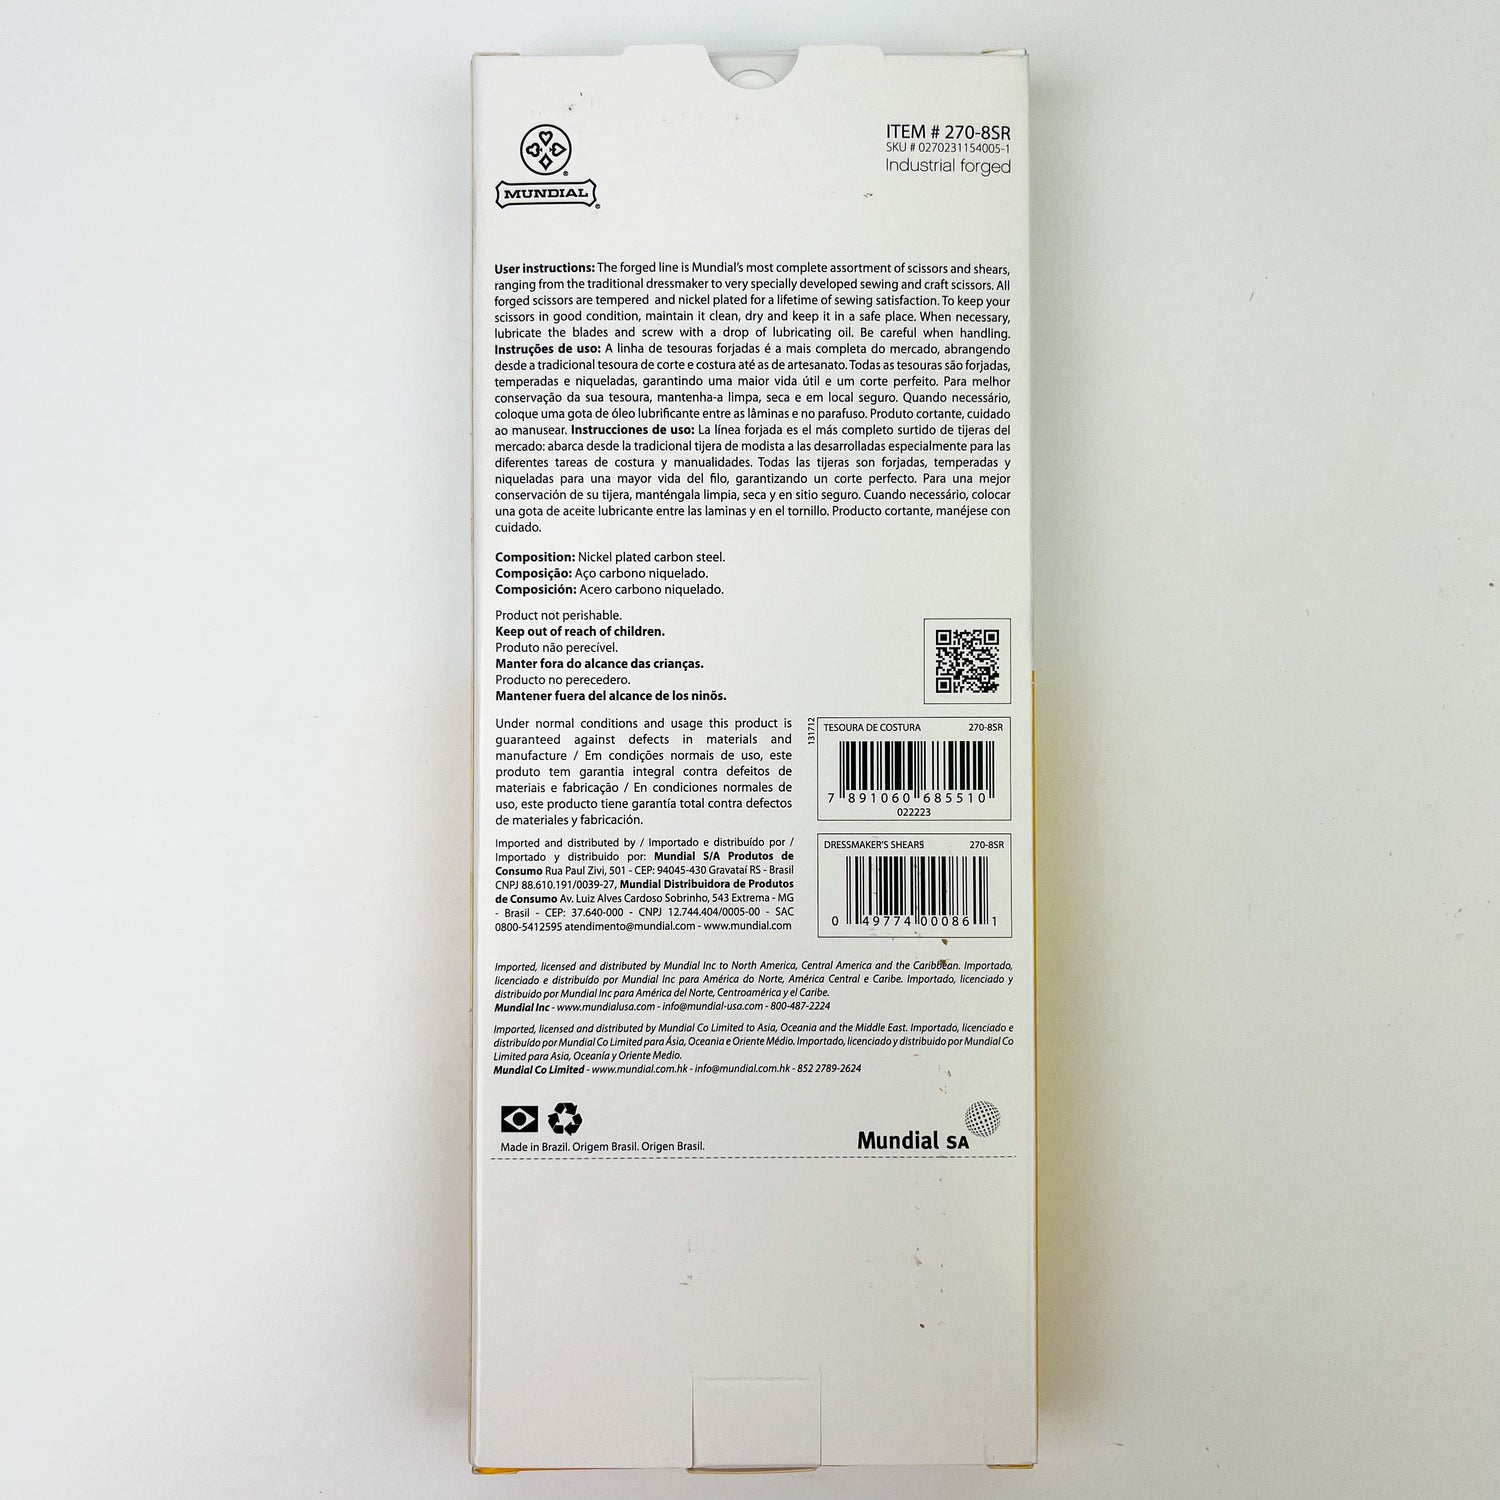 MUNDIAL
ITEM # 270-8SR
SKU # 0270231154005-1
Industrial forged
User instructions: The forged line is Mundial's most complete assortment of scissors and shears,
ranging from the traditional dressmaker to very specially developed sewing and craft scissors. All
forged scissors are tempered and nickel plated for a lifetime of sewing satisfaction. To keep your
scissors in good condition, maintain it clean, dry and keep it in a safe place. When necessary,
lubricate the blades and screw with a drop of lubricating oil. Be careful when handling.
Instruções de uso: A linha de tesouras forjadas é a mais completa do mercado, abrangendo
desde a tradicional tesoura de corte e costura até as de artesanato. Todas as tesouras são forjadas,
temperadas e niqueladas, garantindo uma maior vida útil e um corte perfeito. Para melhor
conservação da sua tesoura, mantenha-a limpa, seca e em local seguro. Quando necessário,
coloque uma gota de óleo lubrificante entre as lâminas e no parafuso. Produto cortante, cuidado
ao manusear. Instrucciones de uso: La línea forjada es el más completo surtido de tijeras del
mercado: abarca desde la tradicional tijera de modista a las desarrolladas especialmente para las
diferentes tareas de costura y manualidades. Todas las tijeras son forjadas, temperadas y
niqueladas para una mayor vida del filo, garantizando un corte perfecto. Para una mejor
conservación de su tijera, manténgala limpia, seca y en sitio seguro. Cuando necessário, colocar
una gota de aceite lubricante entre las laminas y en el tornillo. Producto cortante, manéjese con
cuidado.
Composition: Nickel plated carbon steel.
Composição: Aço carbono niquelado.
Composición: Acero carbono niquelado.
Product not perishable.
Keep out of reach of children.
Produto não perecível.
Manter fora do alcance das crianças.
Producto no perecedero.
Mantener fuera del alcance de los ninõs.
Under normal conditions and usage this product is
guaranteed against defects in materials and
manufacture / Em condições normais de uso, este
produto tem garantia integral contra defeitos de
materiais e fabricação / En condiciones normales de
uso, este producto tiene garantía total contra defectos
de materiales y fabricación.
131712
TESOURA DE COSTURA 270-8SR
7 891060 685510
022223
Imported and distributed by / Importado e distribuído por /
Importado y distribuido por: Mundial S/A Produtos de
Consumo Rua Paul Zivi, 501 - CEP: 94045-430 Gravataí RS - Brasil
CNPJ 88.610.191/0039-27, Mundial Distribuidora de Produtos
de Consumo Av. Luiz Alves Cardoso Sobrinho, 543 Extrema - MG
- Brasil - CEP: 37.640-000 - CNPJ 12.744.404/0005-00 - SAC
0800-5412595 atendimento@mundial.com - www.mundial.com
DRESSMAKER'S SHEARS 270-8SR
0 49774 00086 1
Imported, licensed and distributed by Mundial Inc to North America, Central America and the Caribbean. Importado,
licenciado e distribuído por Mundial Inc para América do Norte, América Central e Caribe. Importado, licenciado y
distribuido por Mundial Inc para América del Norte, Centroamérica y el Caribe.
Mundial Inc - www.mundialusa.com - info@mundial-usa.com - 800-487-2224
Imported, licensed and distributed by Mundial Co Limited to Asia, Oceania and the Middle East. Importado, licenciado e
distribuído por Mundial Co Limited para Ásia, Oceania e Oriente Médio. Importado, licenciado y distribuido por Mundial Co
Limited para Asia, Oceanía y Oriente Medio.
Mundial Co Limited - www.mundial.com.hk - info@mundial.com.hk - 852 2789-2624
Made in Brazil. Origem Brasil. Origen Brasil.
Mundial SA